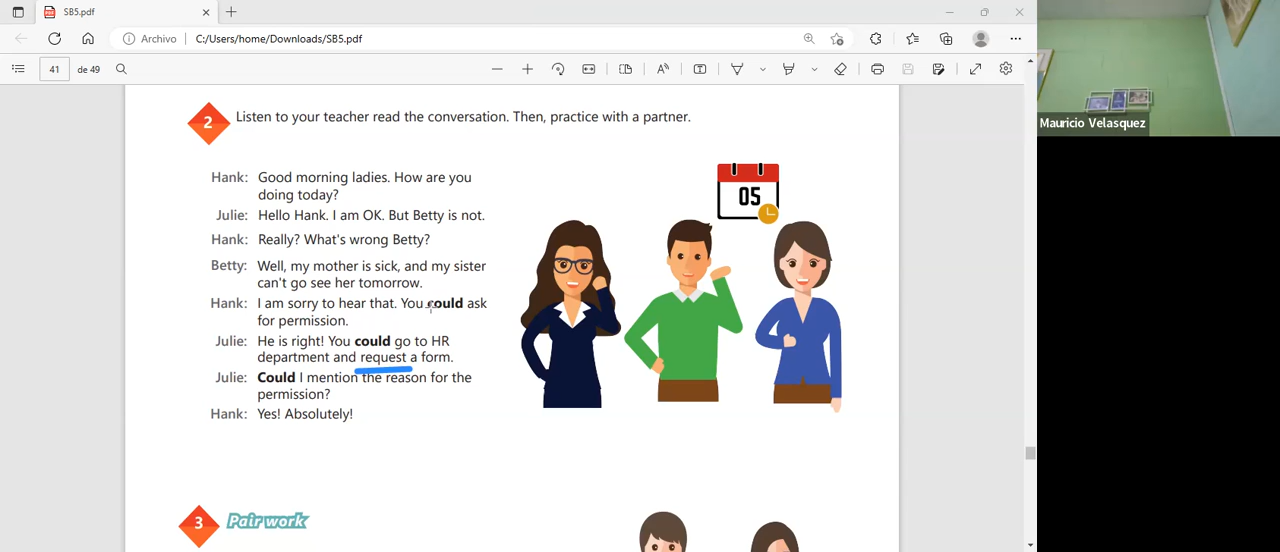 SB5.pdf
Archivo
C:/Users/home/Downloads/SB5.pdf
41
de 49
2
Listen to your teacher read the conversation. Then, practice with a partner.
Hank: Good morning ladies. How are you
doing today?
Julie: Hello Hank. I am OK. But Betty is not.
Hank: Really? What's wrong Betty?
Betty: Well, my mother is sick, and my sister
can't go see her tomorrow.
Hank: I am sorry to hear that. You could ask
for permission.
Julie: He is right! You could go to HR
department and request a form.
Julie: Could I mention the reason for the
permission?
Hank: Yes! Absolutely!
05
3
Pair work
Mauricio Velasquez